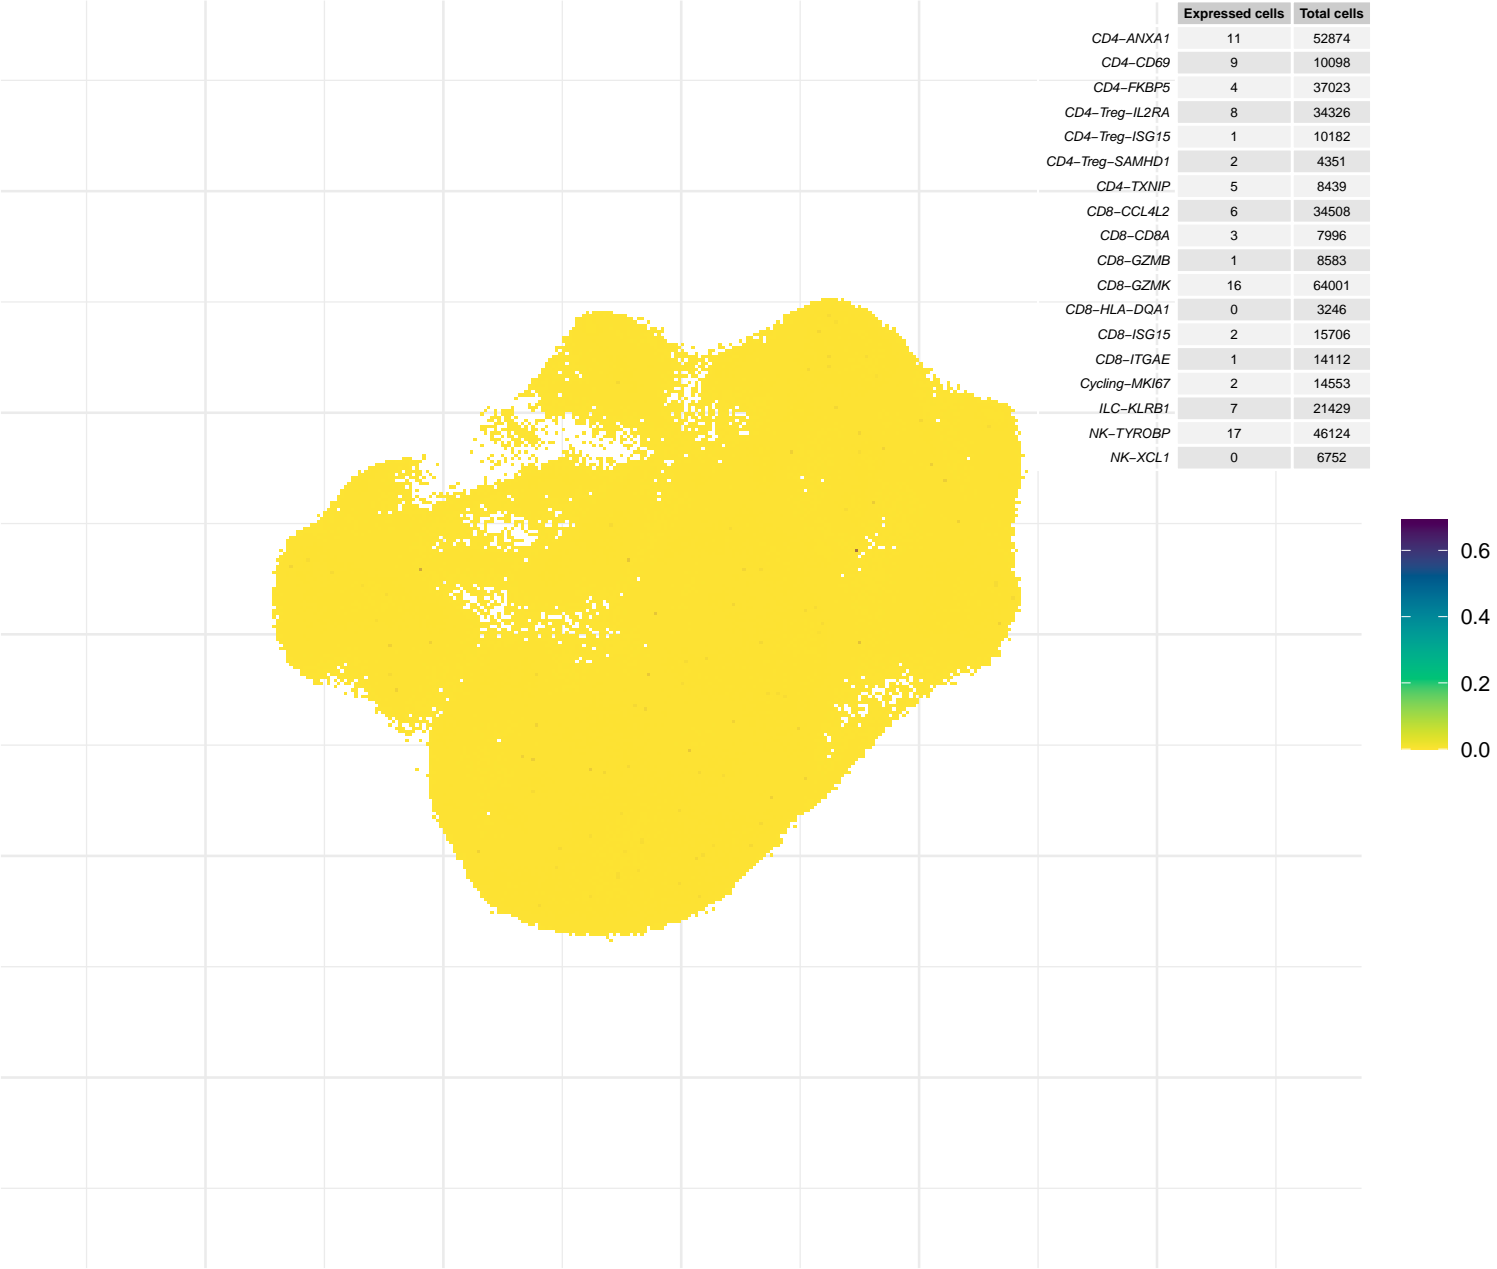 Expressed cells Total cells
CD4−ANXA1 11 52874
CD4−CD69 9 10098
CD4−FKBP5 4 37023
CD4−Treg−IL2RA 8 34326
CD4−Treg−ISG15 1 10182
CD4−Treg−SAMHD1 2 4351
CD4−TXNIP 5 8439
CD8−CCL4L2 6 34508
CD8−CD8A 3 7996
CD8−GZMB 1 8583
CD8−GZMK 16 64001
CD8−HLA−DQA1 0 3246
CD8−ISG15 2 15706
CD8−ITGAE 1 14112
Cycling−MKI67 2 14553
ILC−KLRB1 7 21429
NK−TYROBP 17 46124
NK−XCL1 0 6752
0.6
0.4
0.2
0.0